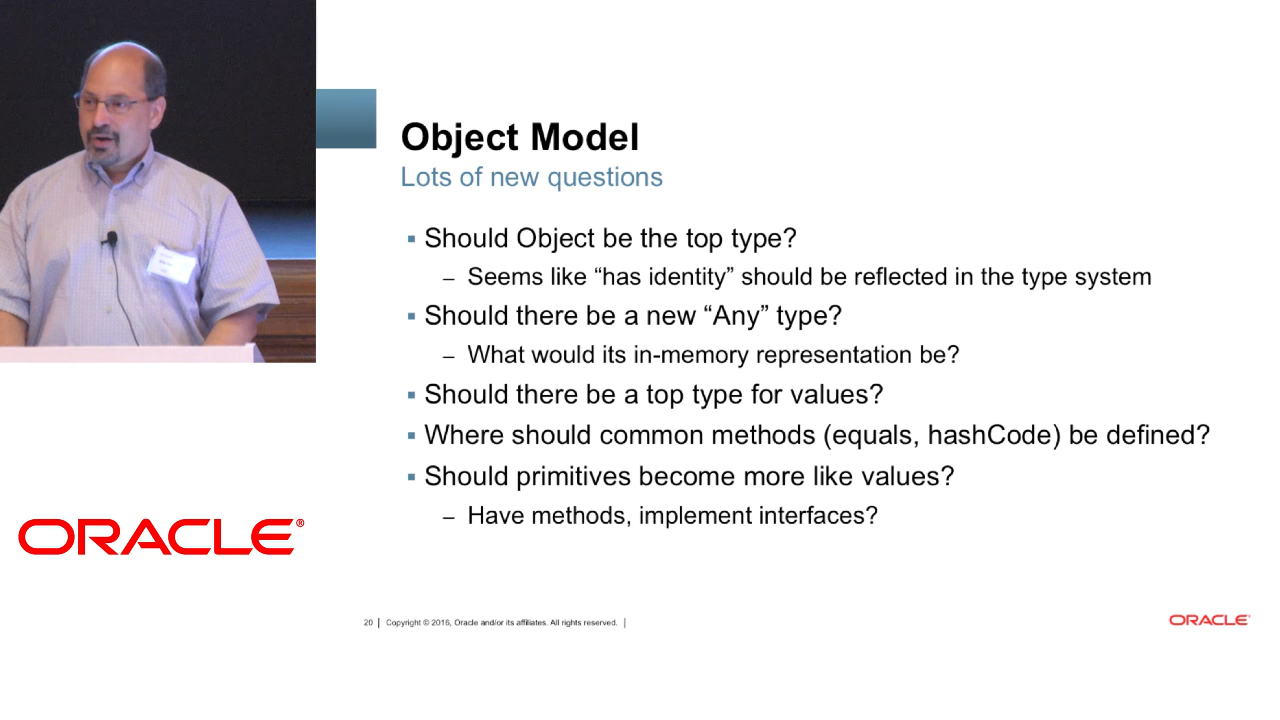 Object Model
Lots of new questions
▪ Should Object be the top type?
– Seems like “has identity” should be reflected in the type system
▪ Should there be a new “Any” type?
– What would its in-memory representation be?
▪ Should there be a top type for values?
▪ Where should common methods (equals, hashCode) be defined?
▪ Should primitives become more like values?
– Have methods, implement interfaces?
ORACLE®
20 | Copyright © 2016, Oracle and/or its affiliates. All rights reserved. |
ORACLE®